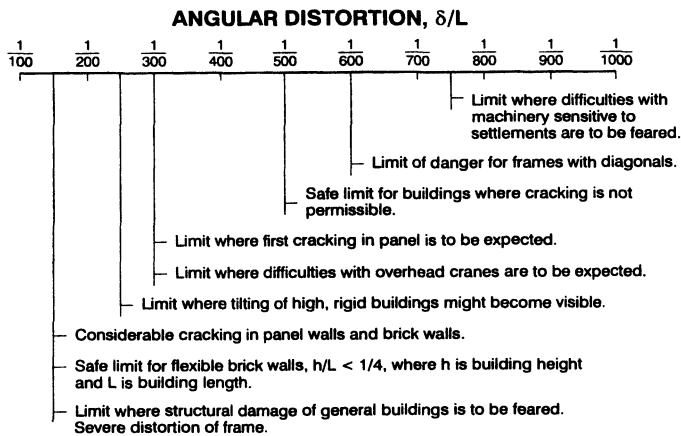 ANGULAR DISTORTION, δ/L
1/100 1/200 1/300 1/400 1/500 1/600 1/700 1/800 1/900 1/1000
Limit where difficulties with
machinery sensitive to
settlements are to be feared.
Limit of danger for frames with diagonals.
Safe limit for buildings where cracking is not
permissible.
Limit where first cracking in panel is to be expected.
Limit where difficulties with overhead cranes are to be expected.
Limit where tilting of high, rigid buildings might become visible.
Considerable cracking in panel walls and brick walls.
Safe limit for flexible brick walls, h/L < 1/4, where h is building height
and L is building length.
Limit where structural damage of general buildings is to be feared.
Severe distortion of frame.